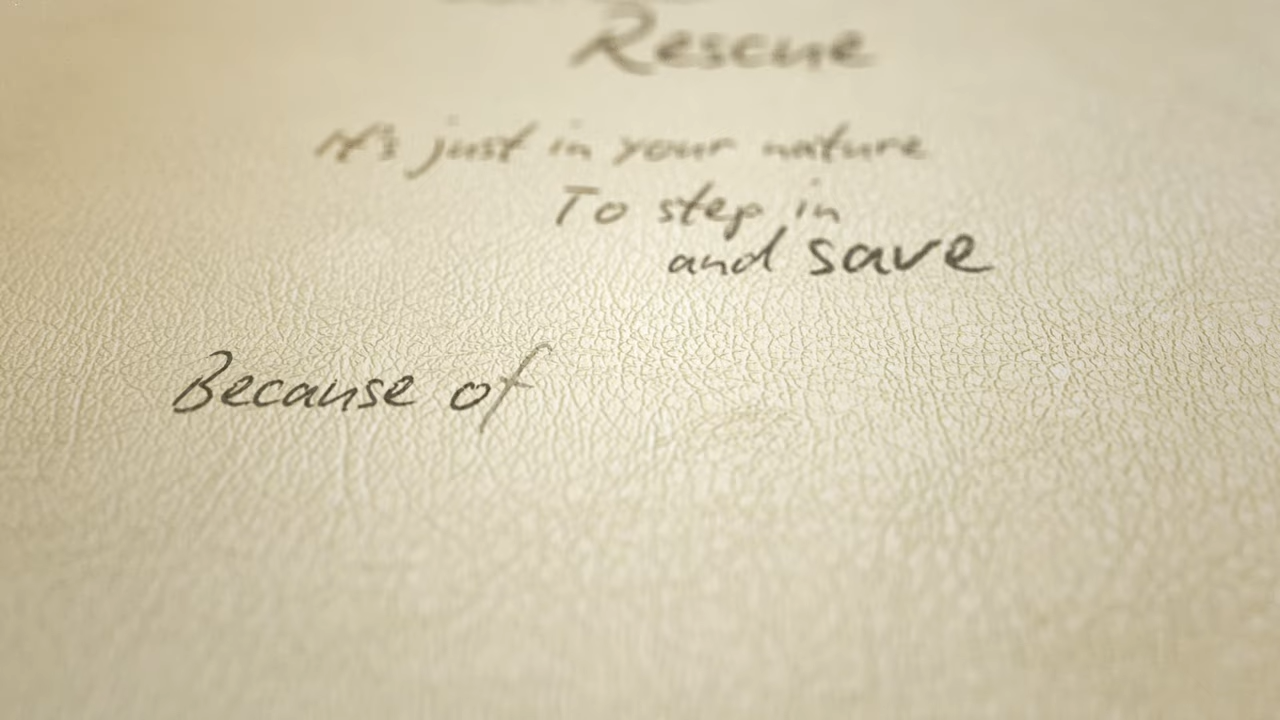 Rescue
It's just in your nature
To step in
and save
Because of